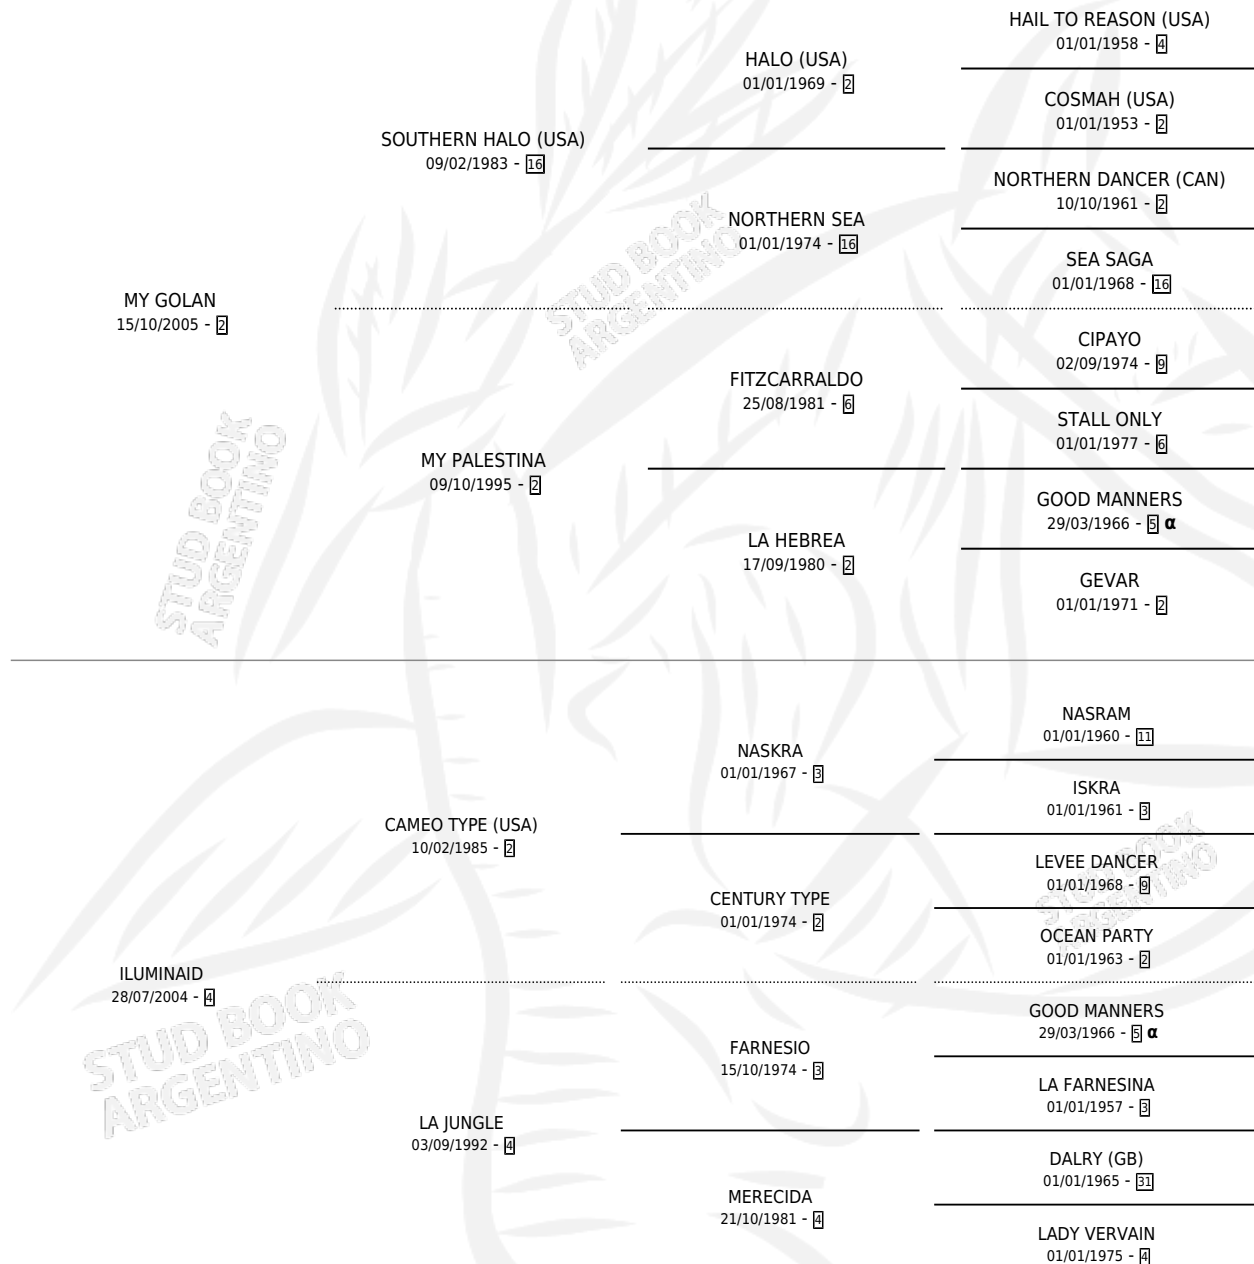 HAIL TO REASON (USA)
01/01/1958 - 4
HALO (USA)
01/01/1969 - 2
COSMAH (USA)
01/01/1953 - 2
SOUTHERN HALO (USA)
09/02/1983 - 16
NORTHERN DANCER (CAN)
10/10/1961 - 2
NORTHERN SEA
01/01/1974 - 16
SEA SAGA
01/01/1968 - 16
MY GOLAN
15/10/2005 - 2
CIPAYO
02/09/1974 - 9
FITZCARRALDO
25/08/1981 - 6
STALL ONLY
01/01/1977 - 6
MY PALESTINA
09/10/1995 - 2
GOOD MANNERS
29/03/1966 - 5 α
LA HEBREA
17/09/1980 - 2
GEVAR
01/01/1971 - 2
NASRAM
01/01/1960 - 11
NASKRA
01/01/1967 - 3
ISKRA
01/01/1961 - 3
CAMEO TYPE (USA)
10/02/1985 - 2
LEVEE DANCER
01/01/1968 - 9
CENTURY TYPE
01/01/1974 - 2
OCEAN PARTY
01/01/1963 - 2
ILUMINAID
28/07/2004 - 4
GOOD MANNERS
29/03/1966 - 5 α
FARNESIO
15/10/1974 - 3
LA FARNESINA
01/01/1957 - 3
LA JUNGLE
03/09/1992 - 4
DALRY (GB)
01/01/1965 - 31
MERECIDA
21/10/1981 - 4
LADY VERVAIN
01/01/1975 - 4
STUD BOOK
ARGENTINO
STUD BOOK
ARGENTINO
STUD BOOK
ARGENTINO
STUD BOOK
ARGENTINO